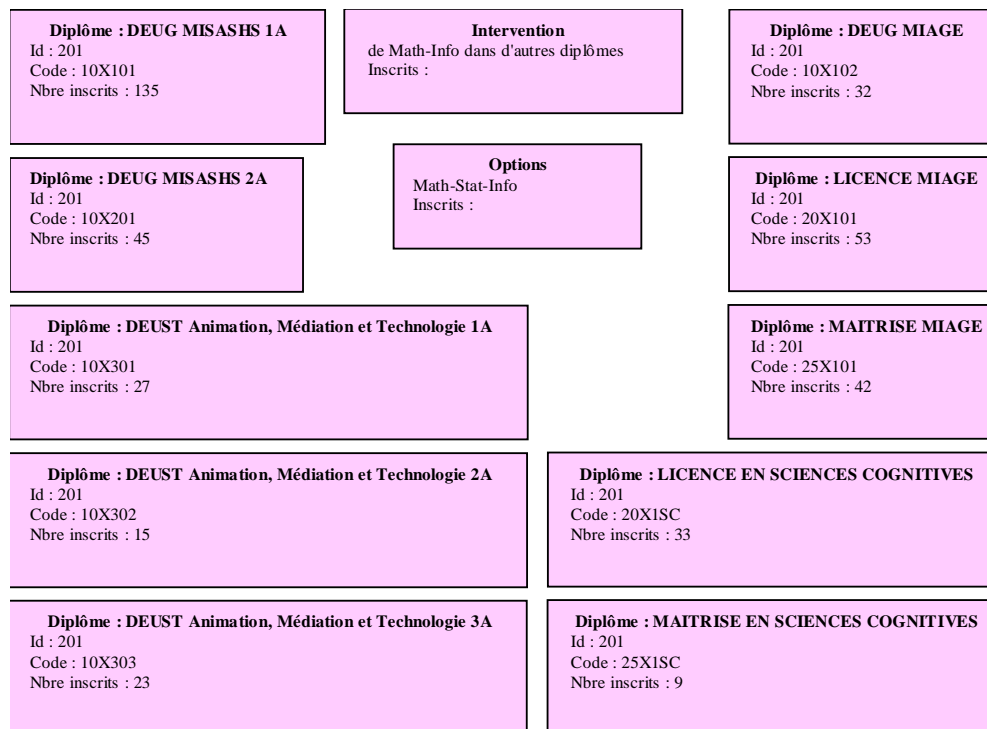 Diplôme : DEUG MISASHS 1A
Id : 201
Code : 10X101
Nbre inscrits : 135
Intervention
de Math-Info dans d'autres diplômes
Inscrits :
Diplôme : DEUG MIAGE
Id : 201
Code : 10X102
Nbre inscrits : 32
Diplôme : DEUG MISASHS 2A
Id : 201
Code : 10X201
Nbre inscrits : 45
Options
Math-Stat-Info
Inscrits :
Diplôme : LICENCE MIAGE
Id : 201
Code : 20X101
Nbre inscrits : 53
Diplôme : DEUST Animation, Médiation et Technologie 1A
Id : 201
Code : 10X301
Nbre inscrits : 27
Diplôme : MAITRISE MIAGE
Id : 201
Code : 25X101
Nbre inscrits : 42
Diplôme : DEUST Animation, Médiation et Technologie 2A
Id : 201
Code : 10X302
Nbre inscrits : 15
Diplôme : LICENCE EN SCIENCES COGNITIVES
Id : 201
Code : 20X1SC
Nbre inscrits : 33
Diplôme : DEUST Animation, Médiation et Technologie 3A
Id : 201
Code : 10X303
Nbre inscrits : 23
Diplôme : MAITRISE EN SCIENCES COGNITIVES
Id : 201
Code : 25X1SC
Nbre inscrits : 9